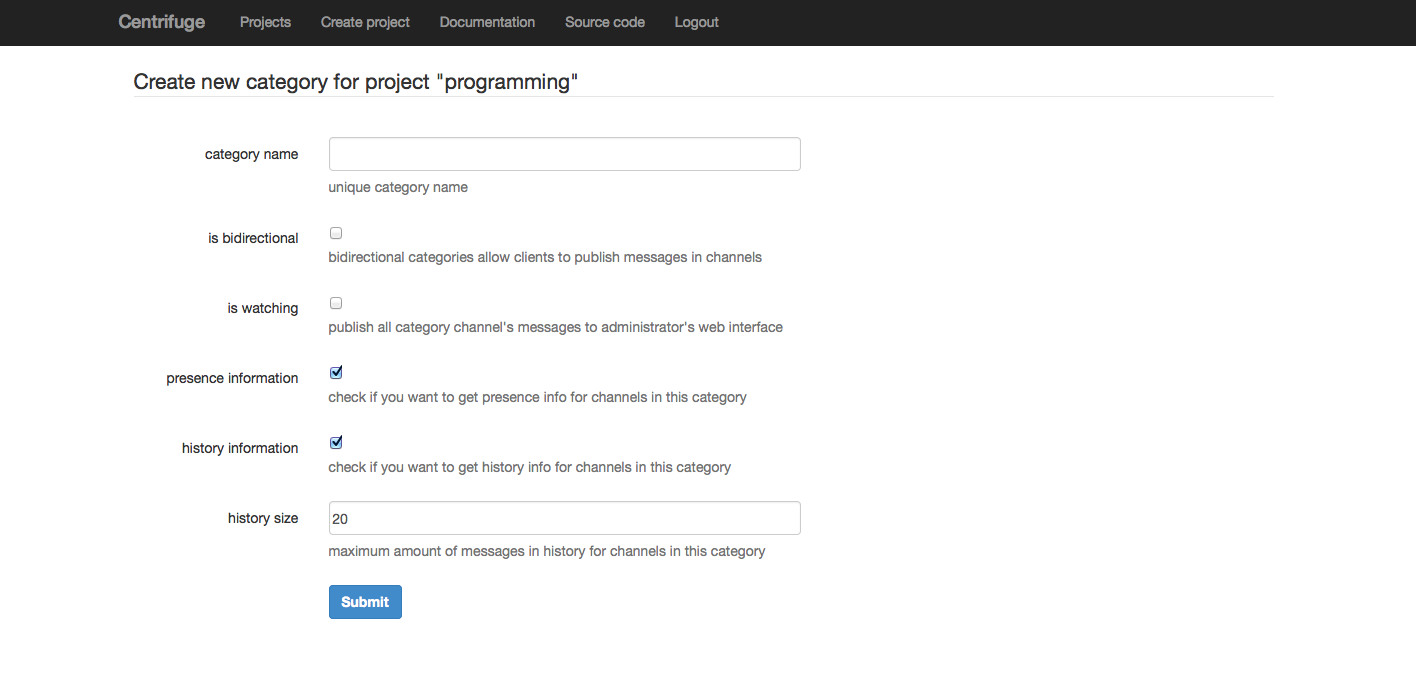 Centrifuge Projects Create project Documentation Source code Logout
Create new category for project "programming"
category name
unique category name
is bidirectional
bidirectional categories allow clients to publish messages in channels
is watching
publish all category channel's messages to administrator's web interface
presence information
check if you want to get presence info for channels in this category
history information
check if you want to get history info for channels in this category
history size 20
maximum amount of messages in history for channels in this category
Submit